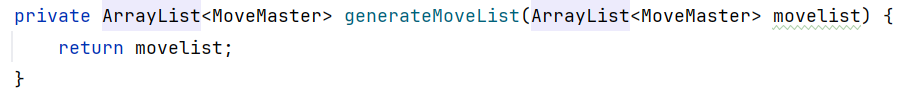 private ArrayList<MoveMaster> generateMoveList(ArrayList<MoveMaster> movelist) {
    return movelist;
}